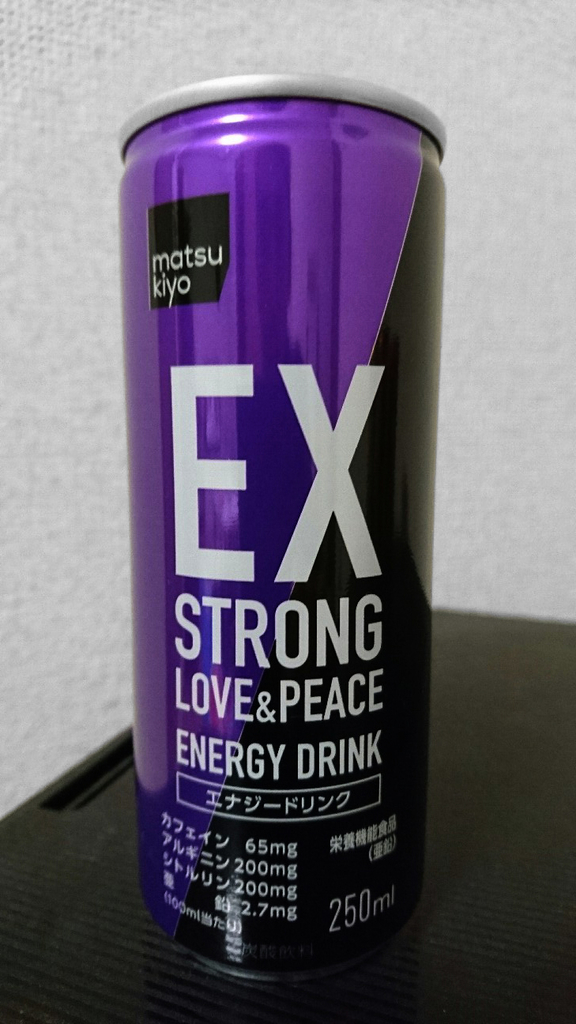 matsu
kiyo
EX
STRONG
LOVE&PEACE
ENERGY DRINK
エナジードリンク
カフェイン 65mg
アルギニン 200mg
シトルリン 200mg
亜 鉛 2.7mg
(100ml当たり)
栄養機能食品
(亜鉛)
250ml
炭酸飲料